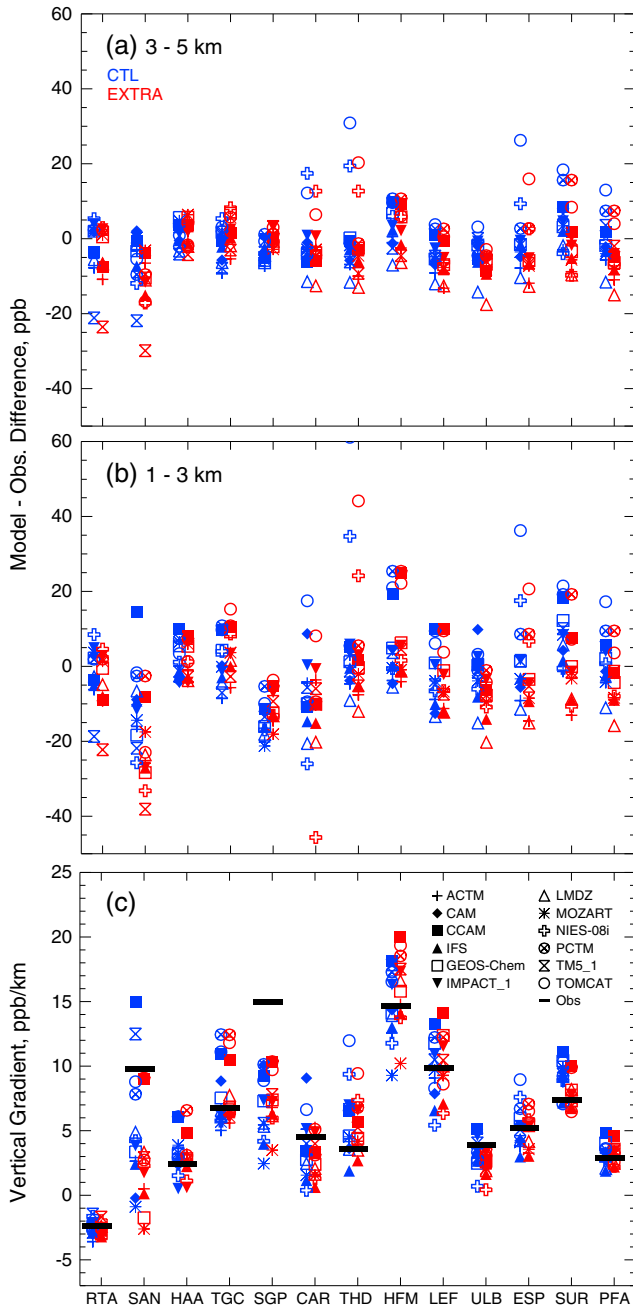 (a) 3 - 5 km
CTL
EXTRA
60
40
20
0
-20
-40
Model - Obs. Difference, ppb
(b) 1 - 3 km
60
40
20
0
-20
-40
(c)
ACTM
CAM
CCAM
IFS
GEOS-Chem
IMPACT_1
LMDZ
MOZART
NIES-08i
PCTM
TM5_1
TOMCAT
Obs
25
20
15
10
5
0
-5
Vertical Gradient, ppb/km
RTA SAN HAA TGC SGP CAR THD HFM LEF ULB ESP SUR PFA